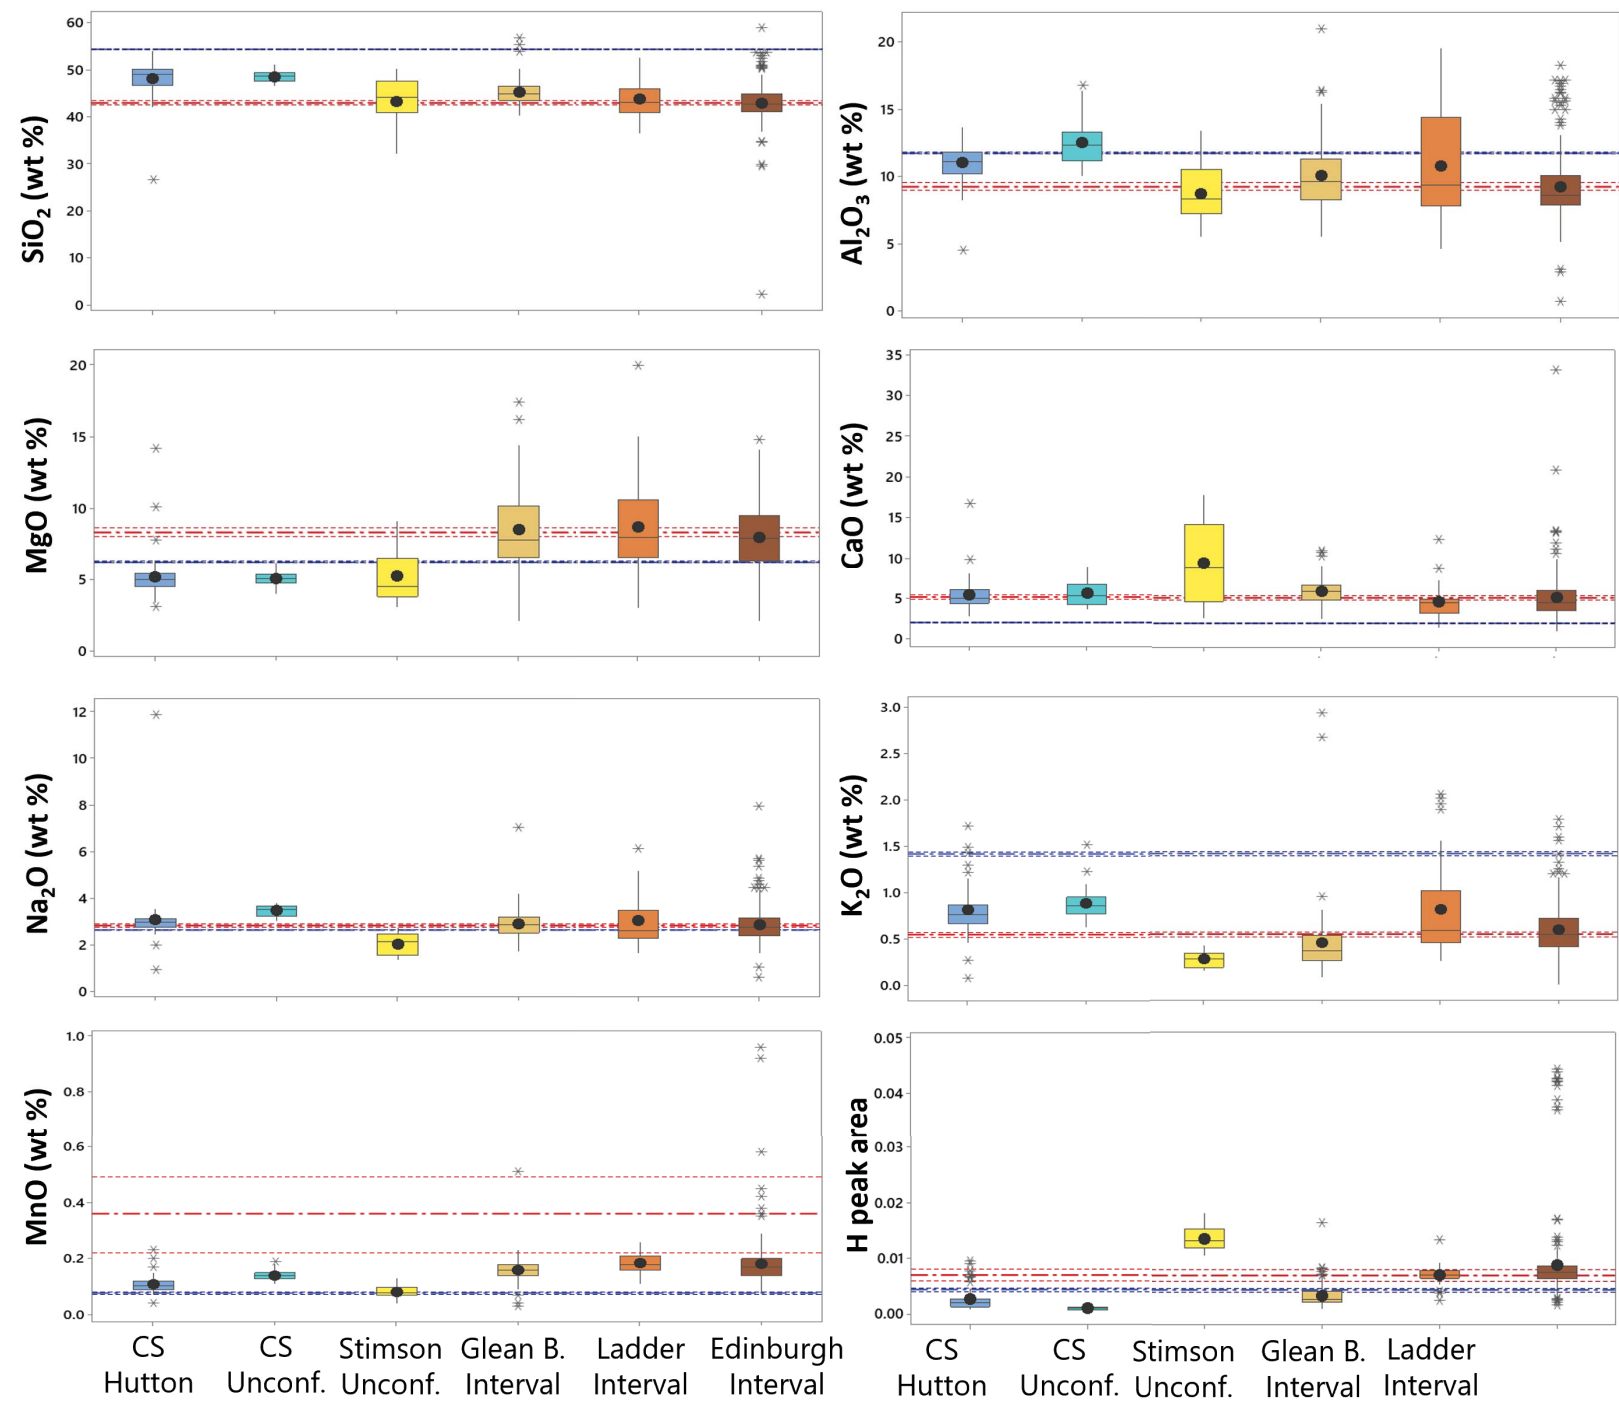 SiO2 (wt %)
60
50
40
30
20
10
0
Al2O3 (wt %)
20
15
10
5
0
MgO (wt %)
20
15
10
5
0
CaO (wt %)
35
30
25
20
15
10
5
0
Na2O (wt %)
12
10
8
6
4
2
0
K2O (wt %)
3.0
2.5
2.0
1.5
1.0
0.5
0.0
MnO (wt %)
1.0
0.8
0.6
0.4
0.2
0.0
H peak area
0.05
0.04
0.03
0.02
0.01
0.00
CS Hutton
CS Unconf.
Stimson Unconf.
Glean B. Interval
Ladder Interval
Edinburgh Interval
CS Hutton
CS Unconf.
Stimson Unconf.
Glean B. Interval
Ladder Interval